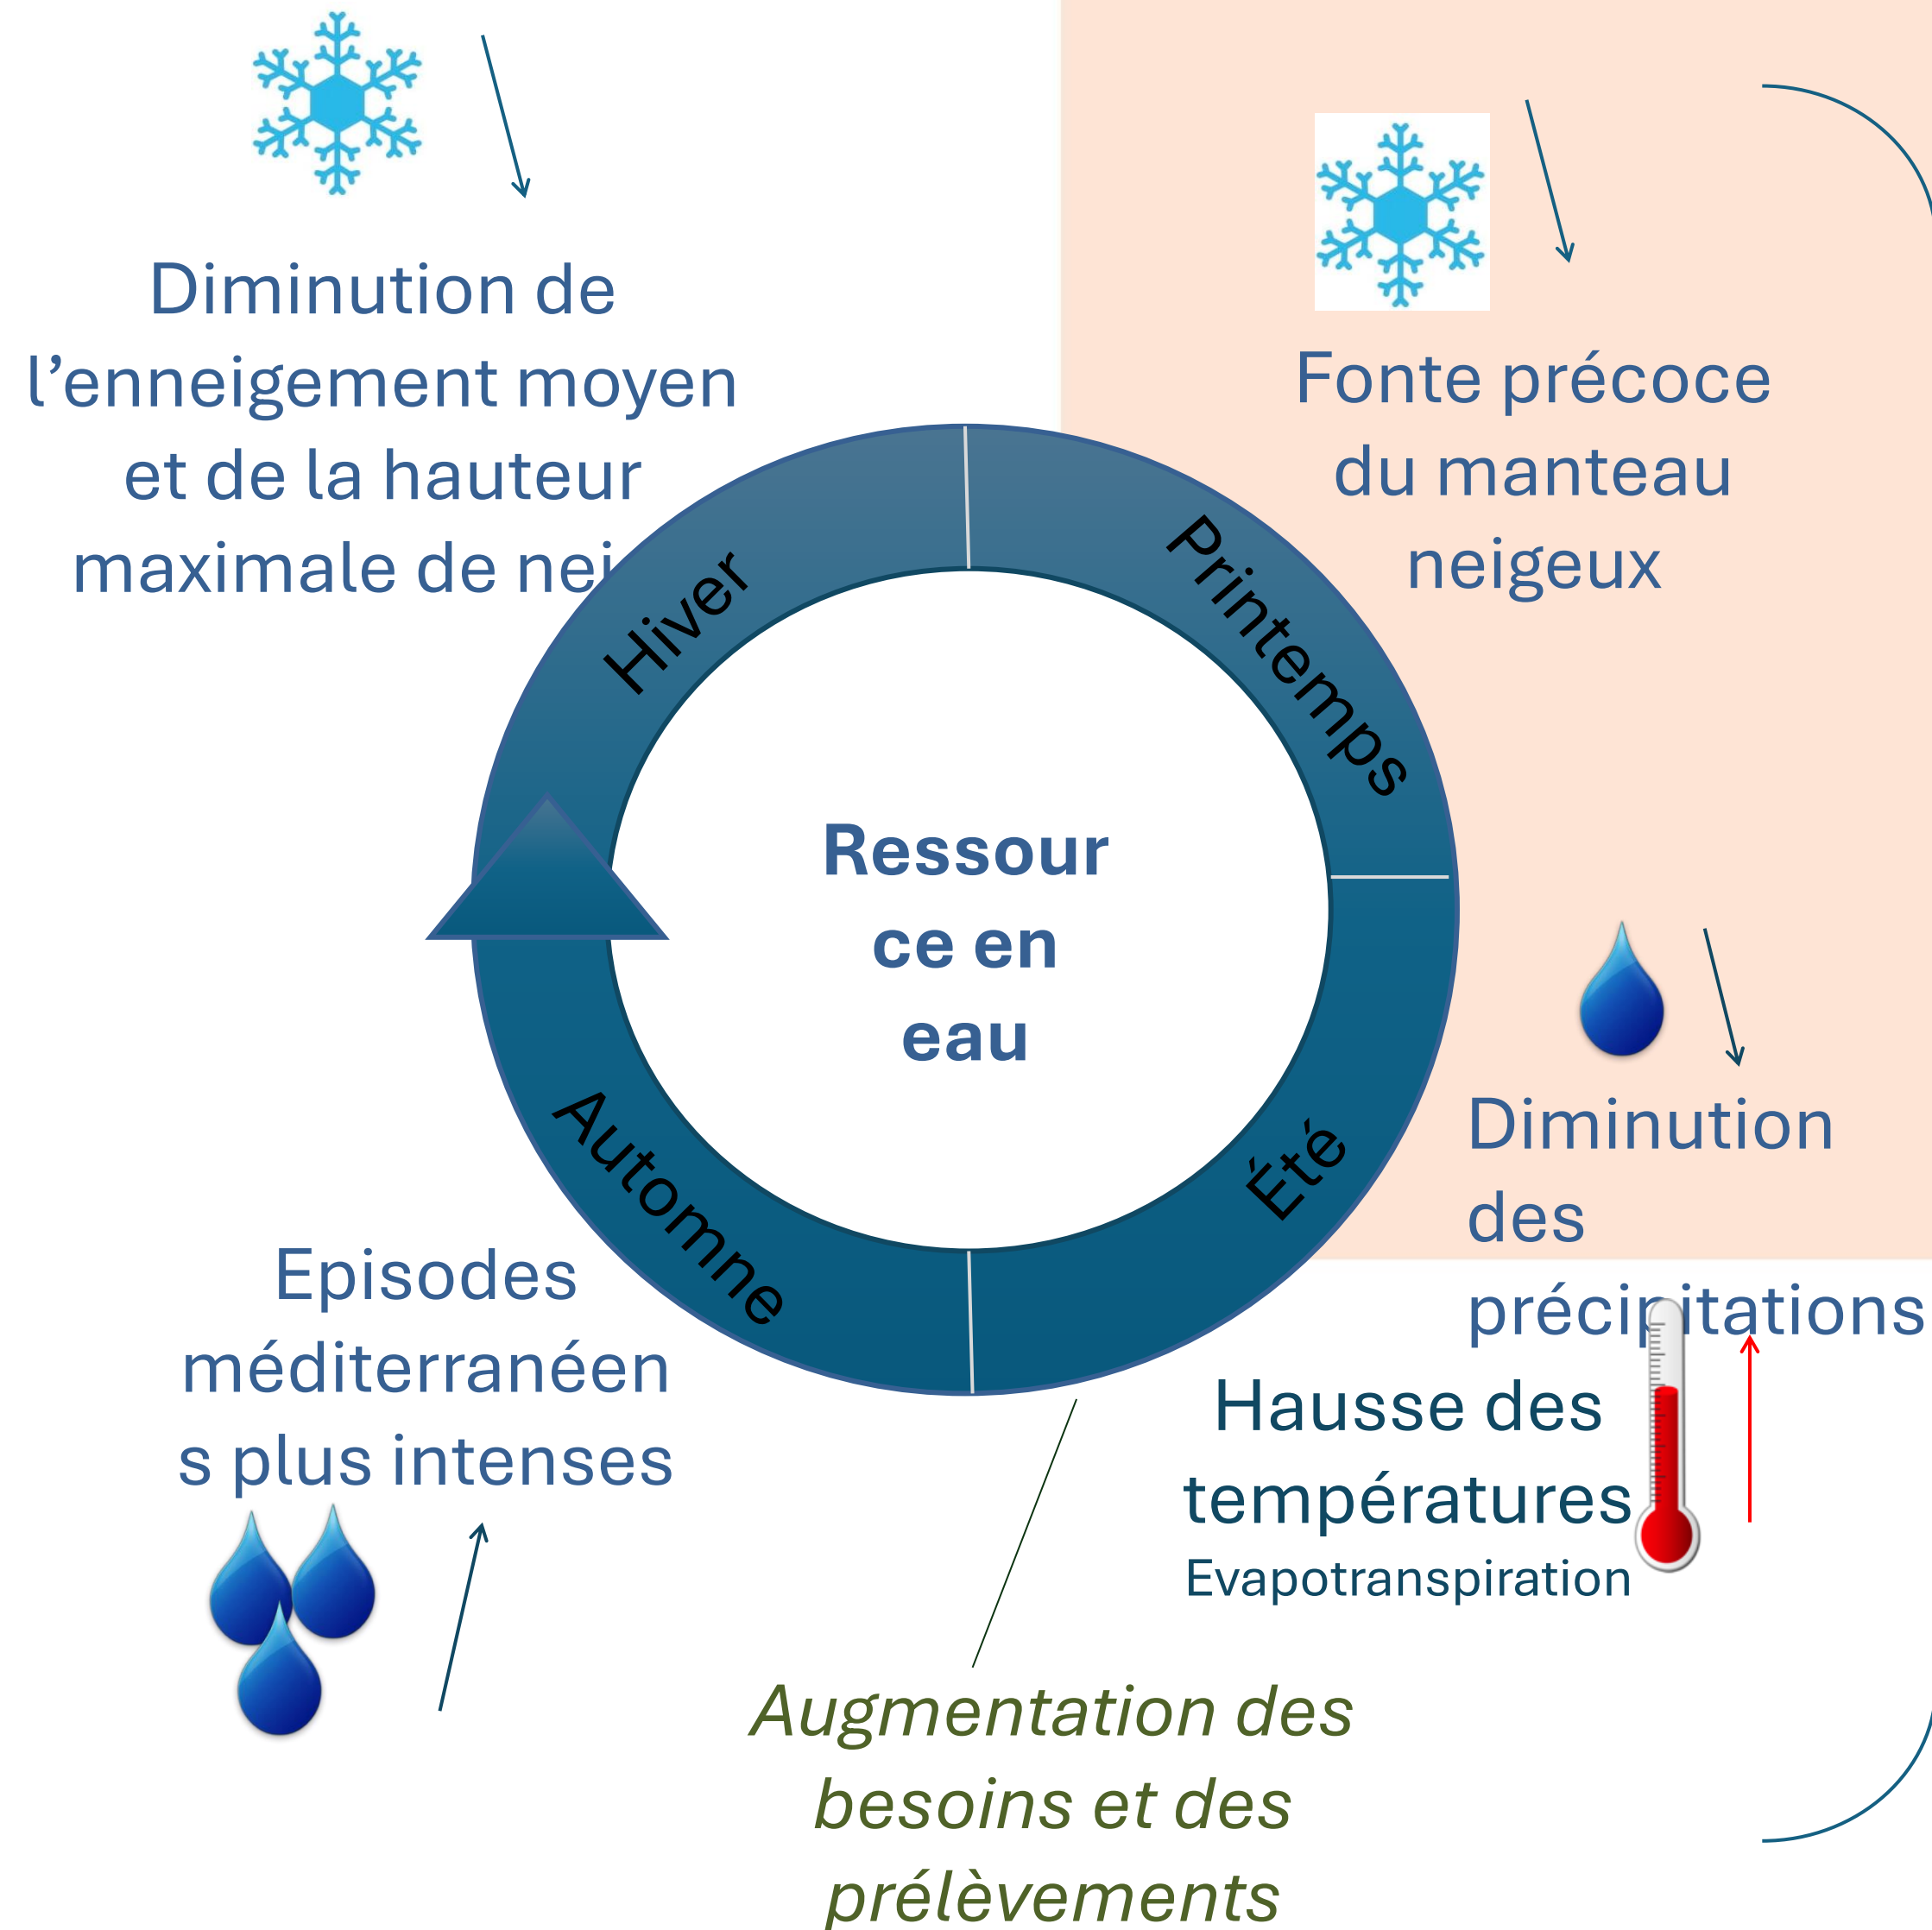 Diminution de
l’enneigement moyen
et de la hauteur
maximale de nei
Fonte précoce
du manteau
neigeux
Hiver
Printemps
Ressour
ce en
eau
Automne
Été
Diminution
des
précipitations
Hausse des
températures
Evapotranspiration
Episodes
méditerranéen
s plus intenses
Augmentation des
besoins et des
prélèvements